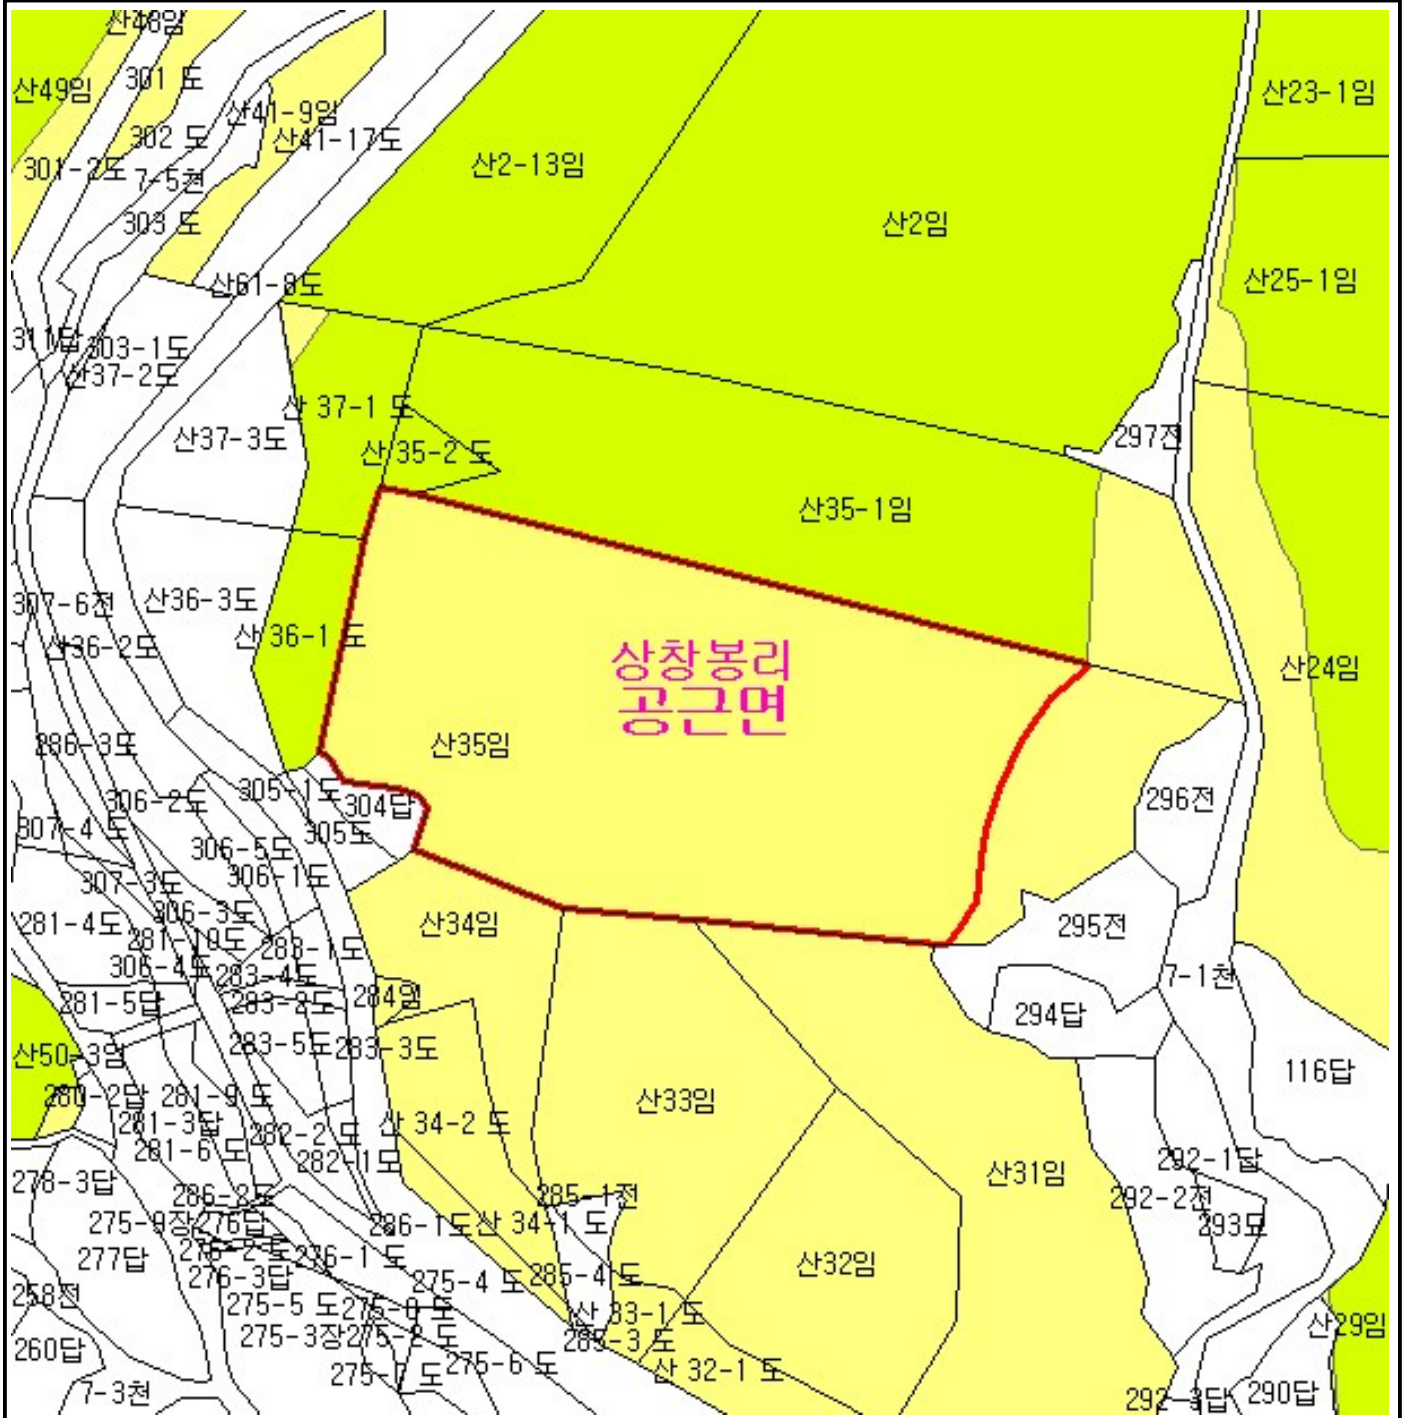 산48임
301 도
산49임
산41-9임
산23-1임
302 도
산41-17도
301-2도
7-5천
산2-13임
303 도
산2임
산61-8도
산25-1임
311답
303-1도
산37-2도
산 37-1 도
산37-3도
297전
산 35-2 도
산35-1임
307-6전
산36-3도
산36-2도
산 36-1 도
상창봉리
공근면
산24임
286-3도
산35임
306-2도
305-1도
304답
296전
307-4 도
305도
306-5도
307-3도
306-1도
306-3도
281-4도
산34임
295전
281-10도
283-1도
306-4도
283-4도
7-1천
281-5답
283-2도
284임
294답
283-5도
283-3도
산50-3임
116답
280-2답
281-9 도
산33임
281-3답
산 34-2 도
282-2 도
281-6 도
282-1도
292-1답
산31임
278-3답
286-2도
285-1전
292-2전
275-9장
276답
286-1도
산 34-1 도
293묘
277답
276-2 도
276-1 도
산32임
276-3답
275-4 도
285-4 도
258전
275-5 도
산 33-1 도
산29임
275-3장
275-2 도
285-3 도
260답
275-6 도
산 32-1 도
7-3천
292-3답
290답